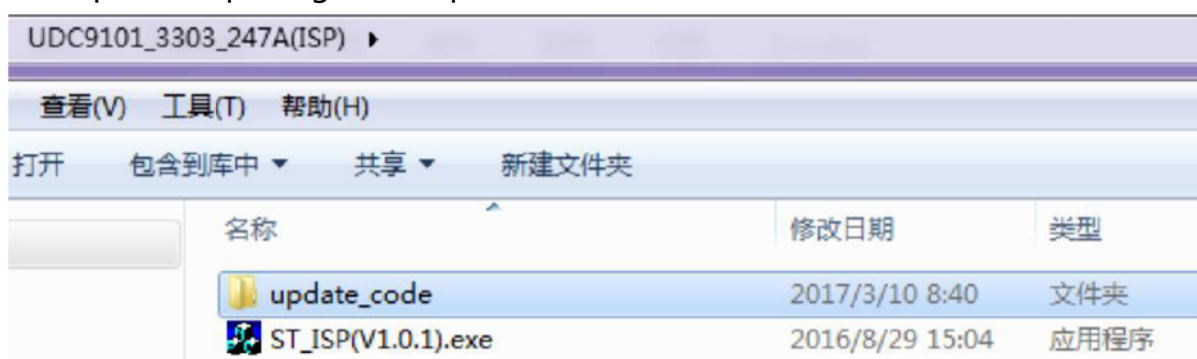 UDC9101_3303_247A(ISP)
查看(V) 工具(T) 帮助(H)
打开 包含到库中 共享 新建文件夹
名称 修改日期 类型
update_code 2017/3/10 8:40 文件夹
ST_ISP(V1.0.1).exe 2016/8/29 15:04 应用程序